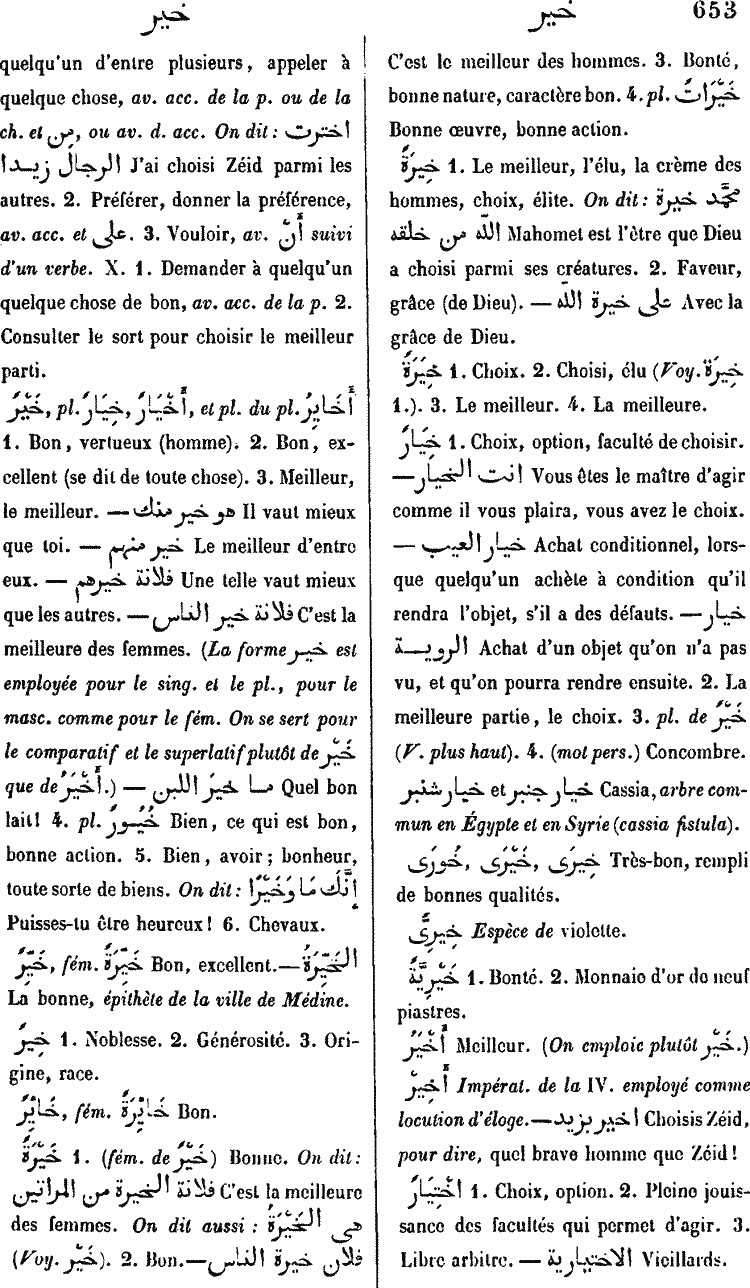 خير
خير
653
quelqu'un d'entre plusieurs, appeler à
quelque chose, av. acc. de la p. ou de la
ch. et من, ou av. d. acc. On dit : اخترت
الرجال زيدا J'ai choisi Zéid parmi les
autres. 2. Préférer, donner la préférence,
av. acc. et على. 3. Vouloir, av. أَنْ suivi
d'un verbe. X. 1. Demander à quelqu'un
quelque chose de bon, av. acc. de la p. 2.
Consulter le sort pour choisir le meilleur
parti.
خَيْرٌ, pl. خِيَارٌ, أَخْيَارٌ, et pl. du pl. أَخَايِرُ
1. Bon, vertueux (homme). 2. Bon, ex-
cellent (se dit de toute chose). 3. Meilleur,
le meilleur. — هو خير منك Il vaut mieux
que toi. — خير منهم Le meilleur d'entre
eux. — فلانة خيرهم Une telle vaut mieux
que les autres. — فلانة خير الناس C'est la
meilleure des femmes. (La forme خير est
employée pour le sing. et le pl., pour le
masc. comme pour le fém. On se sert pour
le comparatif et le superlatif plutôt de خَيْرٌ
que de أَخْيَرُ.) — ما خَيرَ اللبن Quel bon
lait! 4. pl. خُيُورٌ Bien, ce qui est bon,
bonne action. 5. Bien, avoir; bonheur,
toute sorte de biens. On dit : إِنَّكَ مَا وَخَيْرًا
Puisses-tu être heureux! 6. Chevaux.
خَيِّرٌ, fém. خَيِّرَةٌ Bon, excellent.—الخَيِّرَةُ
La bonne, épithète de la ville de Médine.
خِيرٌ 1. Noblesse. 2. Générosité. 3. Ori-
gine, race.
خَائِرٌ, fém. خَائِرَةٌ Bon.
خَيْرَةٌ 1. (fém. de خَيْرٌ) Bonne. On dit :
فلانة الخيرة من المراتين C'est la meilleure
des femmes. On dit aussi : هى الخَيْرَةُ
(Voy. خَيْر). 2. Bon.—فلان خيرة الناس
C'est le meilleur des hommes. 3. Bonté,
bonne nature, caractère bon. 4. pl. خَيْرَاتٌ
Bonne œuvre, bonne action.
خِيرَةٌ 1. Le meilleur, l'élu, la crème des
hommes, choix, élite. On dit : محمّد خيرة
اللّه من خلقه Mahomet est l'être que Dieu
a choisi parmi ses créatures. 2. Faveur,
grâce (de Dieu). — على خيرة اللّه Avec la
grâce de Dieu.
خِيَرَةٌ 1. Choix. 2. Choisi, élu (Voy. خِيرَة
1.). 3. Le meilleur. 4. La meilleure.
خِيَارٌ 1. Choix, option, faculté de choisir.
—انت الخيار Vous êtes le maître d'agir
comme il vous plaira, vous avez le choix.
— خيار العيب Achat conditionnel, lors-
que quelqu'un achète à condition qu'il
rendra l'objet, s'il a des défauts. — خيار
الروية Achat d'un objet qu'on n'a pas
vu, et qu'on pourra rendre ensuite. 2. La
meilleure partie, le choix. 3. pl. de خَيْرٌ
(V. plus haut). 4. (mot pers.) Concombre.
خيار شنبر et خيار جنبر Cassia, arbre com-
mun en Égypte et en Syrie (cassia fistula).
خِيرَى, خَيْرَى, خُورَى Très-bon, rempli
de bonnes qualités.
خِيرِىٌّ Espèce de violette.
خَيْرِيَّةٌ 1. Bonté. 2. Monnaie d'or de neuf
piastres.
أَخْيَرُ Meilleur. (On emploie plutôt خَيْرٌ.)
أَخْيِرْ Impérat. de la IV. employé comme
locution d'éloge.—اخير بزيد Choisis Zéid,
pour dire, quel brave homme que Zéid!
اخْتِيَارٌ 1. Choix, option. 2. Pleine jouis-
sance des facultés qui permet d'agir. 3.
Libre arbitre. — الاختيارية Vieillards.